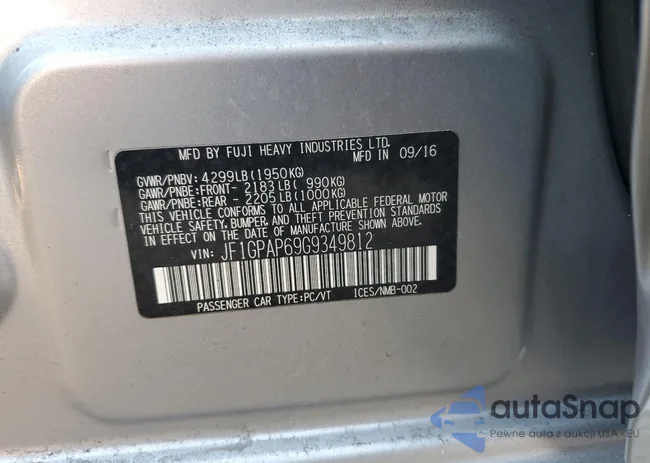 MFD BY FUJI HEAVY INDUSTRIES LTD.
MFD IN 09/16
GVWR/PNBV: 4299LB(1950KG)
GAWR/PNBE:FRONT- 2183LB( 990KG)
GAWR/PNBE:REAR - 2205LB(1000KG)
THIS VEHICLE CONFORMS TO ALL APPLICABLE FEDERAL MOTOR
VEHICLE SAFETY, BUMPER, AND THEFT PREVENTION STANDARDS
IN EFFECT ON THE DATE OF MANUFACTURE SHOWN ABOVE.
VIN: JF1GPAP69G9349812
PASSENGER CAR TYPE:PC/VT ICES/NMB-002
autoSnap
Pewne auto z aukcji USA i EU